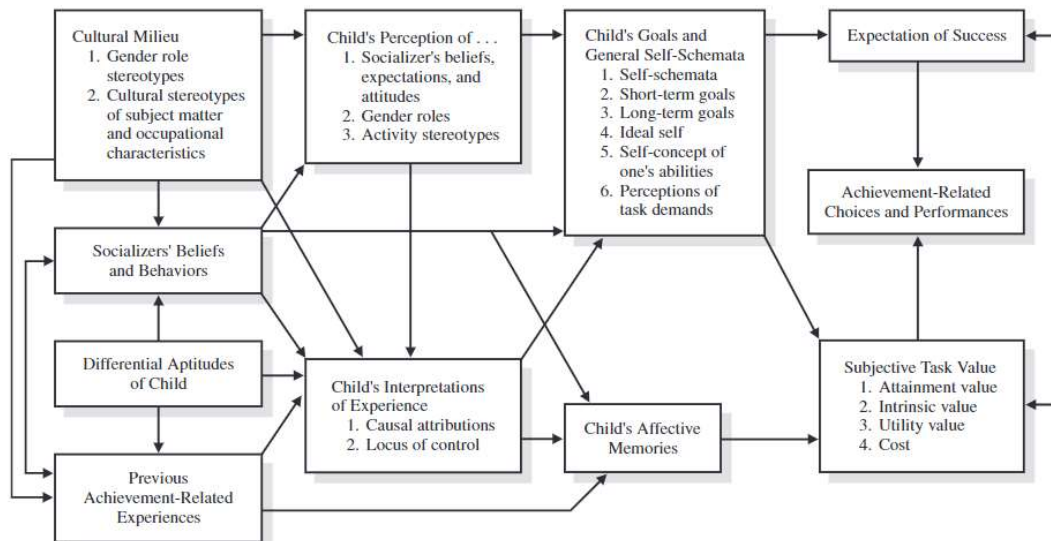 Cultural Milieu
1. Gender role
stereotypes
2. Cultural stereotypes
of subject matter
and occupational
characteristics
Socializers' Beliefs
and Behaviors
Differential Aptitudes
of Child
Previous
Achievement-Related
Experiences
Child's Perception of . . .
1. Socializer's beliefs,
expectations, and
attitudes
2. Gender roles
3. Activity stereotypes
Child's Interpretations
of Experience
1. Causal attributions
2. Locus of control
Child's Goals and
General Self-Schemata
1. Self-schemata
2. Short-term goals
3. Long-term goals
4. Ideal self
5. Self-concept of
one's abilities
6. Perceptions of
task demands
Child's Affective
Memories
Expectation of Success
Achievement-Related
Choices and Performances
Subjective Task Value
1. Attainment value
2. Intrinsic value
3. Utility value
4. Cost